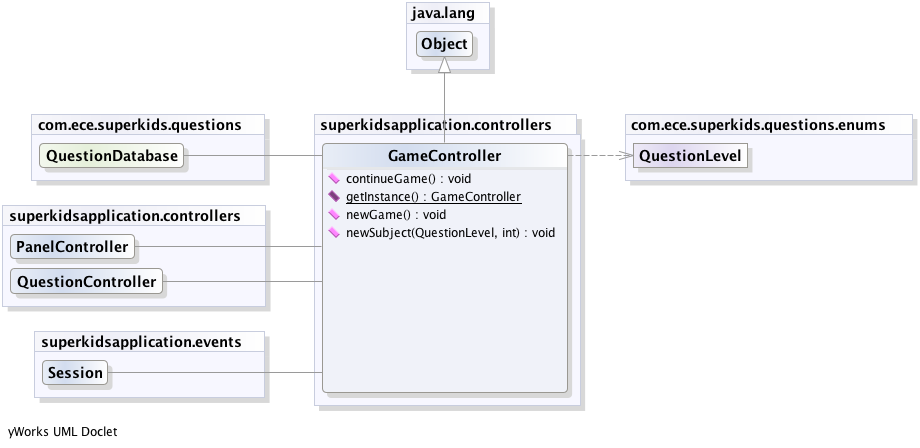 java.lang
Object
com.ece.superkids.questions
QuestionDatabase
superkidsapplication.controllers
PanelController
QuestionController
superkidsapplication.events
Session
superkidsapplication.controllers
GameController
continueGame() : void
getInstance() : GameController
newGame() : void
newSubject(QuestionLevel, int) : void
com.ece.superkids.questions.enums
QuestionLevel
yWorks UML Doclet